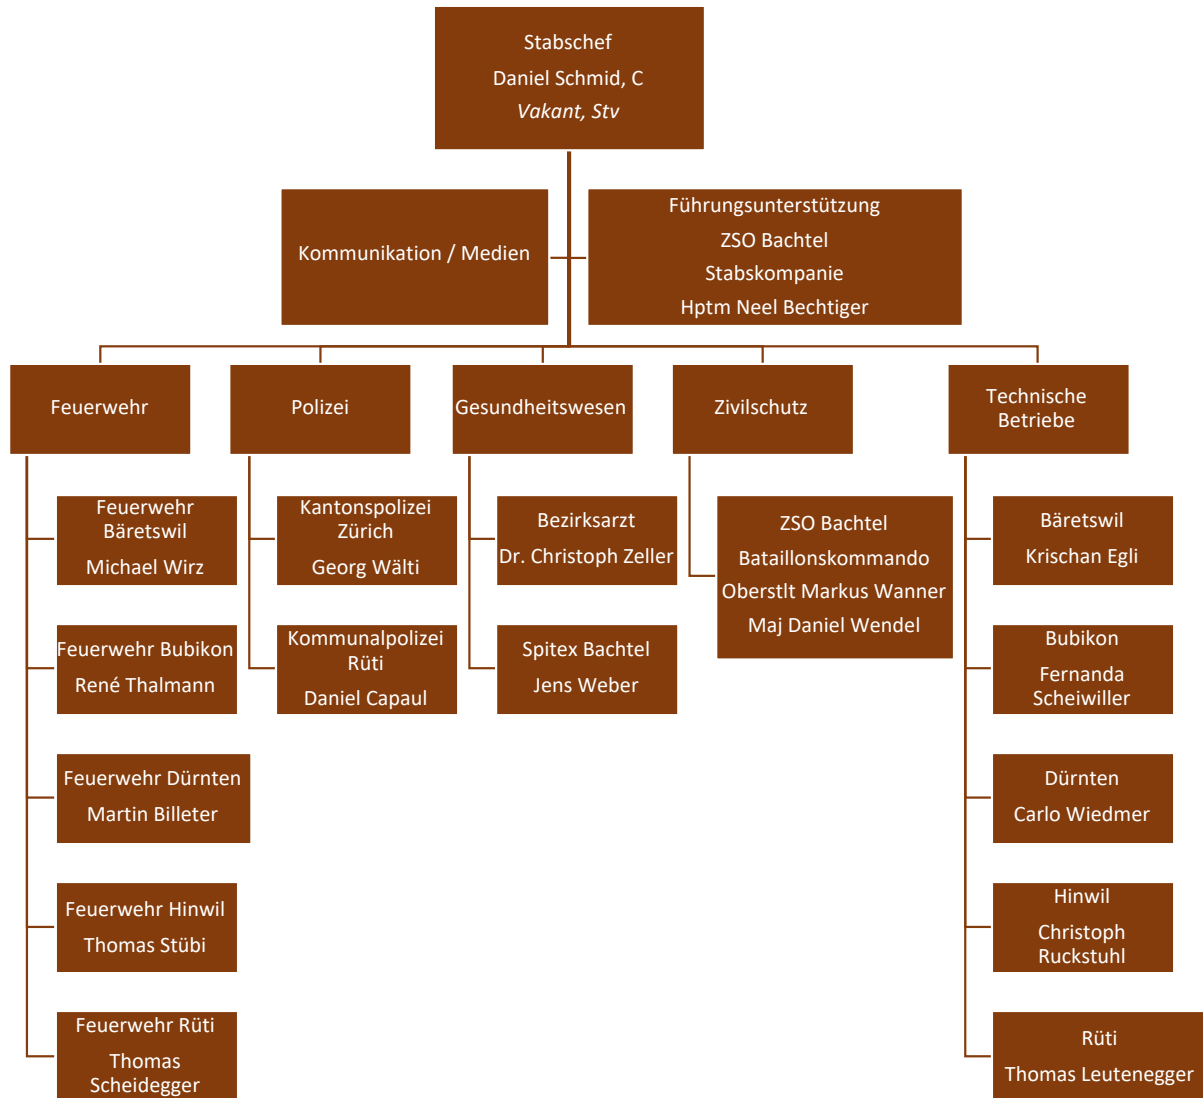 Stabschef
Daniel Schmid, C
Vakant, Stv
Kommunikation / Medien
Führungsunterstützung
ZSO Bachtel
Stabskompanie
Hptm Neel Bechtiger
Feuerwehr
Polizei
Gesundheitswesen
Zivilschutz
Technische
Betriebe
Feuerwehr
Bäretswil
Michael Wirz
Feuerwehr Bubikon
René Thalmann
Feuerwehr Dürnten
Martin Billeter
Feuerwehr Hinwil
Thomas Stübi
Feuerwehr Rüti
Thomas
Scheidegger
Kantonspolizei
Zürich
Georg Wälti
Kommunalpolizei
Rüti
Daniel Capaul
Bezirksarzt
Dr. Christoph Zeller
Spitex Bachtel
Jens Weber
ZSO Bachtel
Bataillonskommando
Oberstlt Markus Wanner
Maj Daniel Wendel
Bäretswil
Krischan Egli
Bubikon
Fernanda
Scheiwiller
Dürnten
Carlo Wiedmer
Hinwil
Christoph
Ruckstuhl
Rüti
Thomas Leutenegger